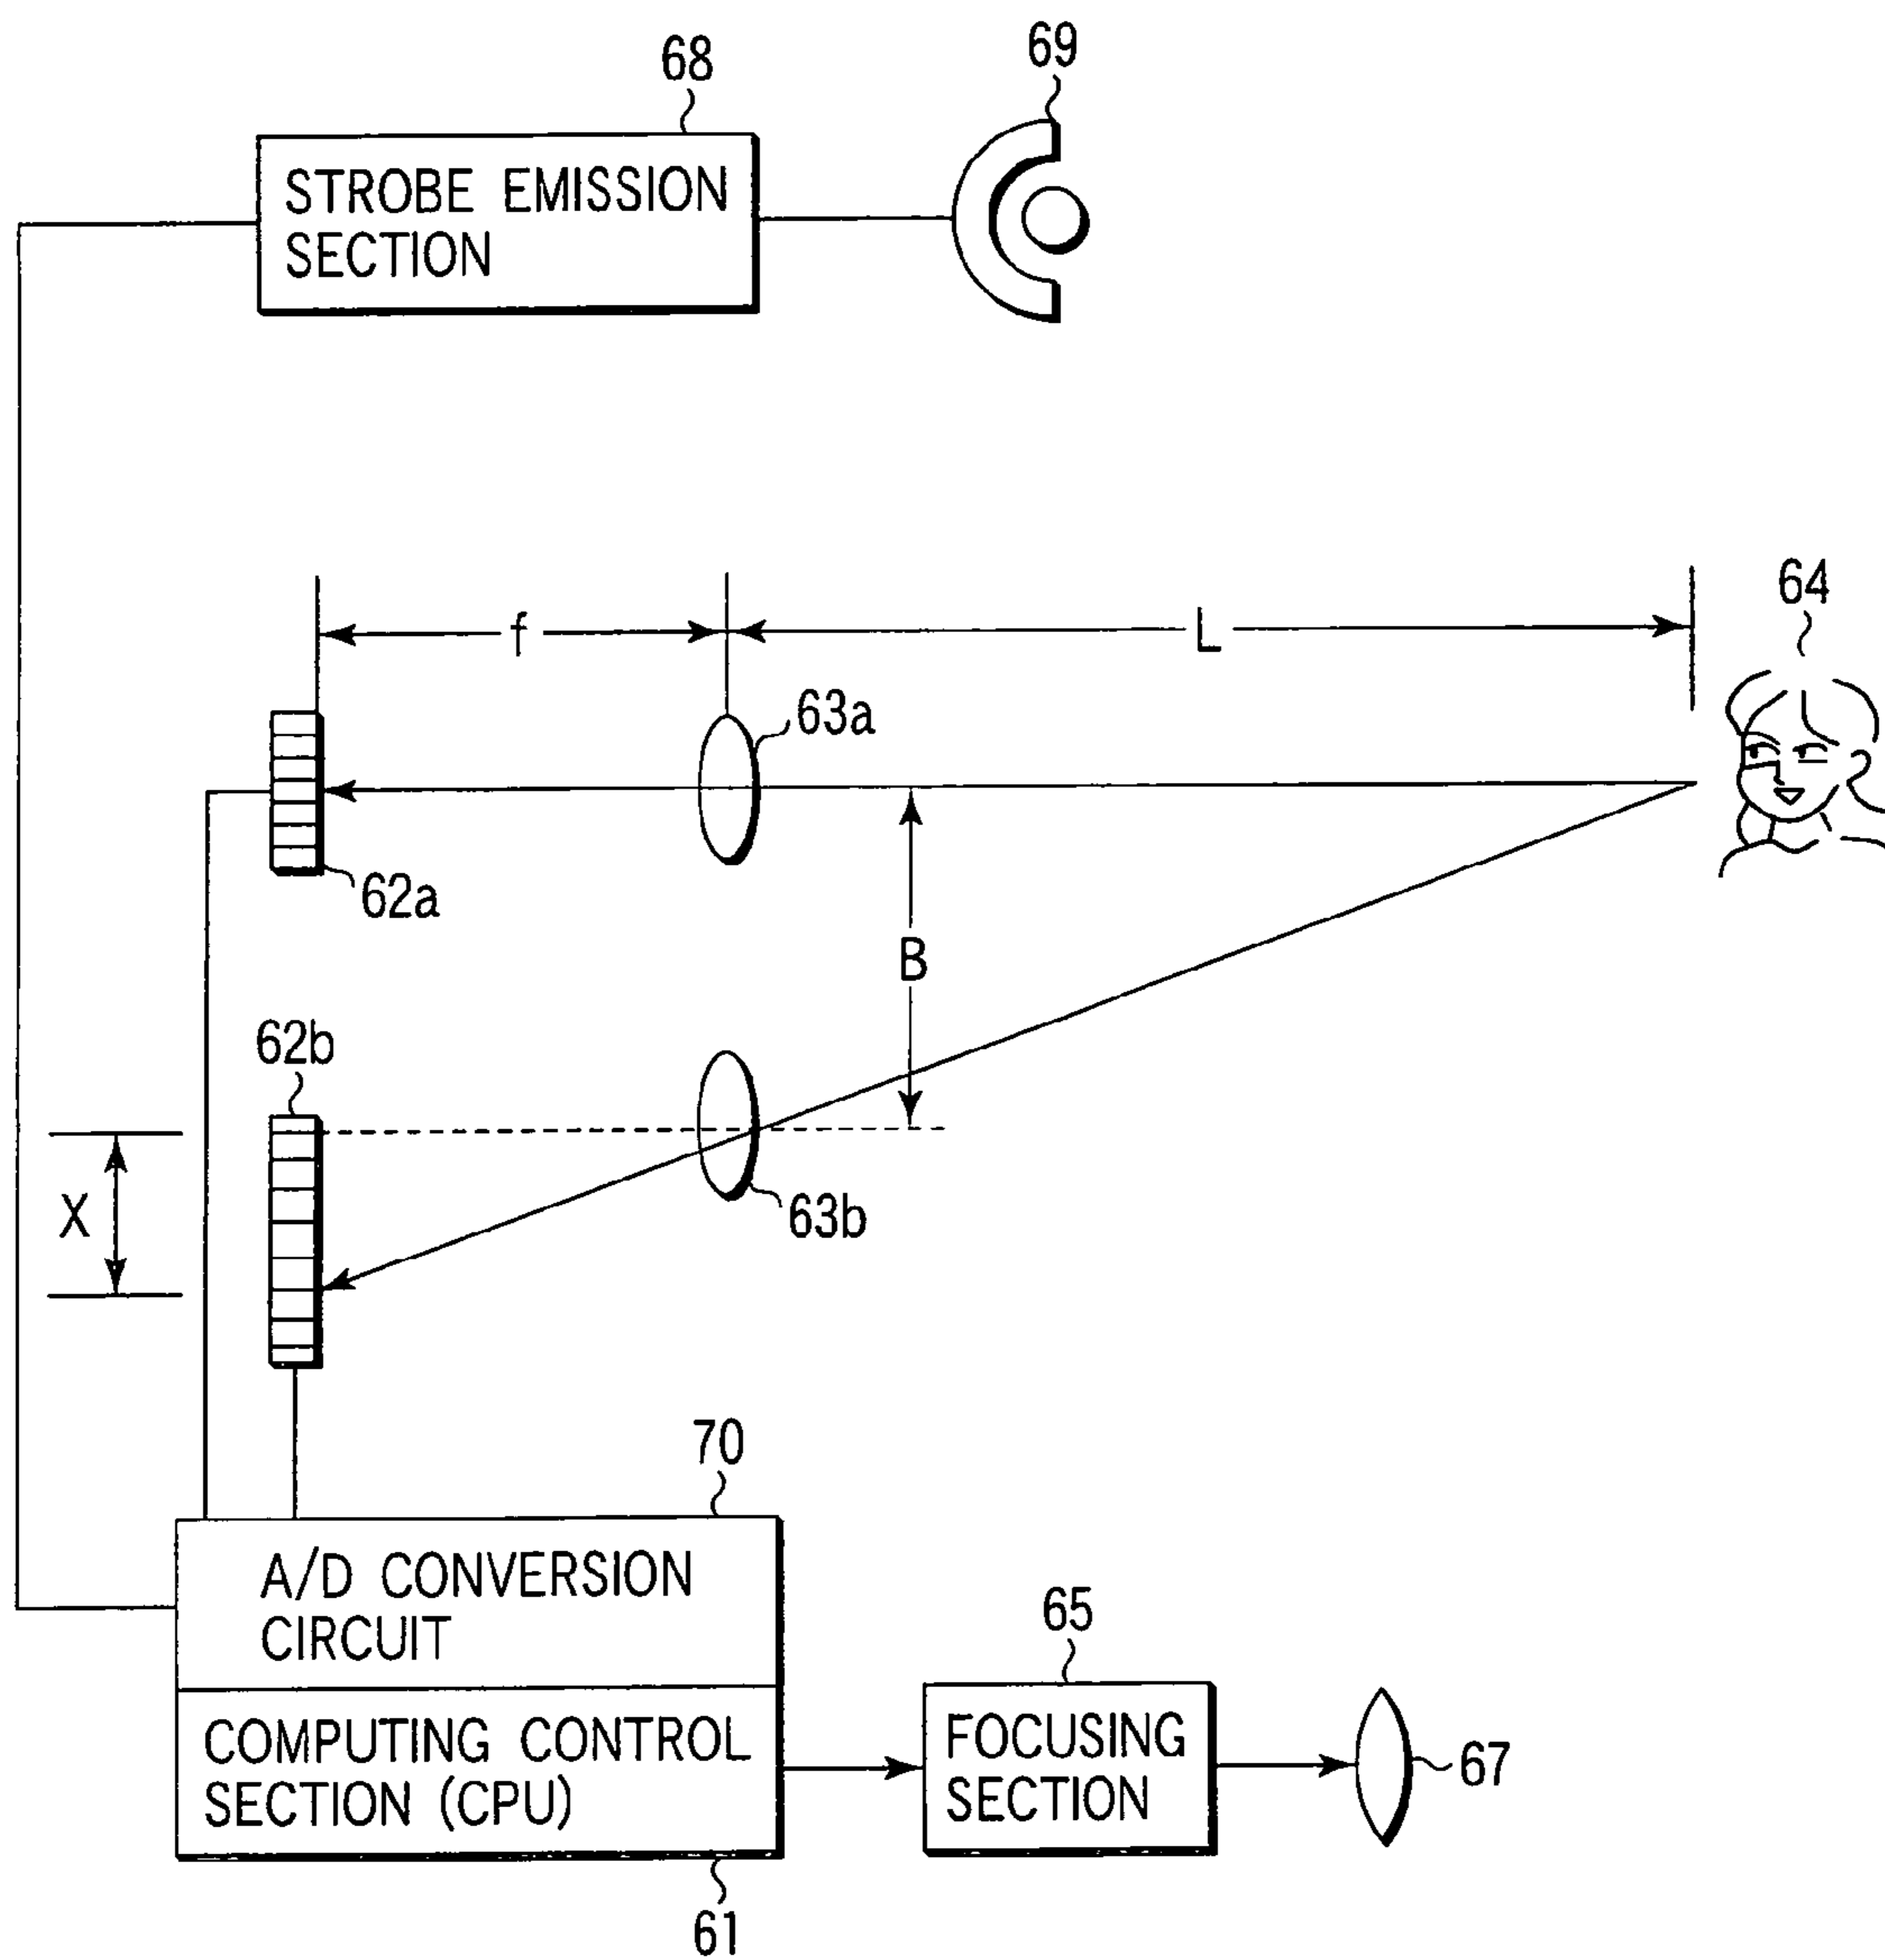 68
69
STROBE EMISSION
SECTION
64
f
L
63a
62a
B
62b
X
63b
70
A/D CONVERSION
CIRCUIT
65
COMPUTING CONTROL
SECTION (CPU)
FOCUSING
SECTION
67
61